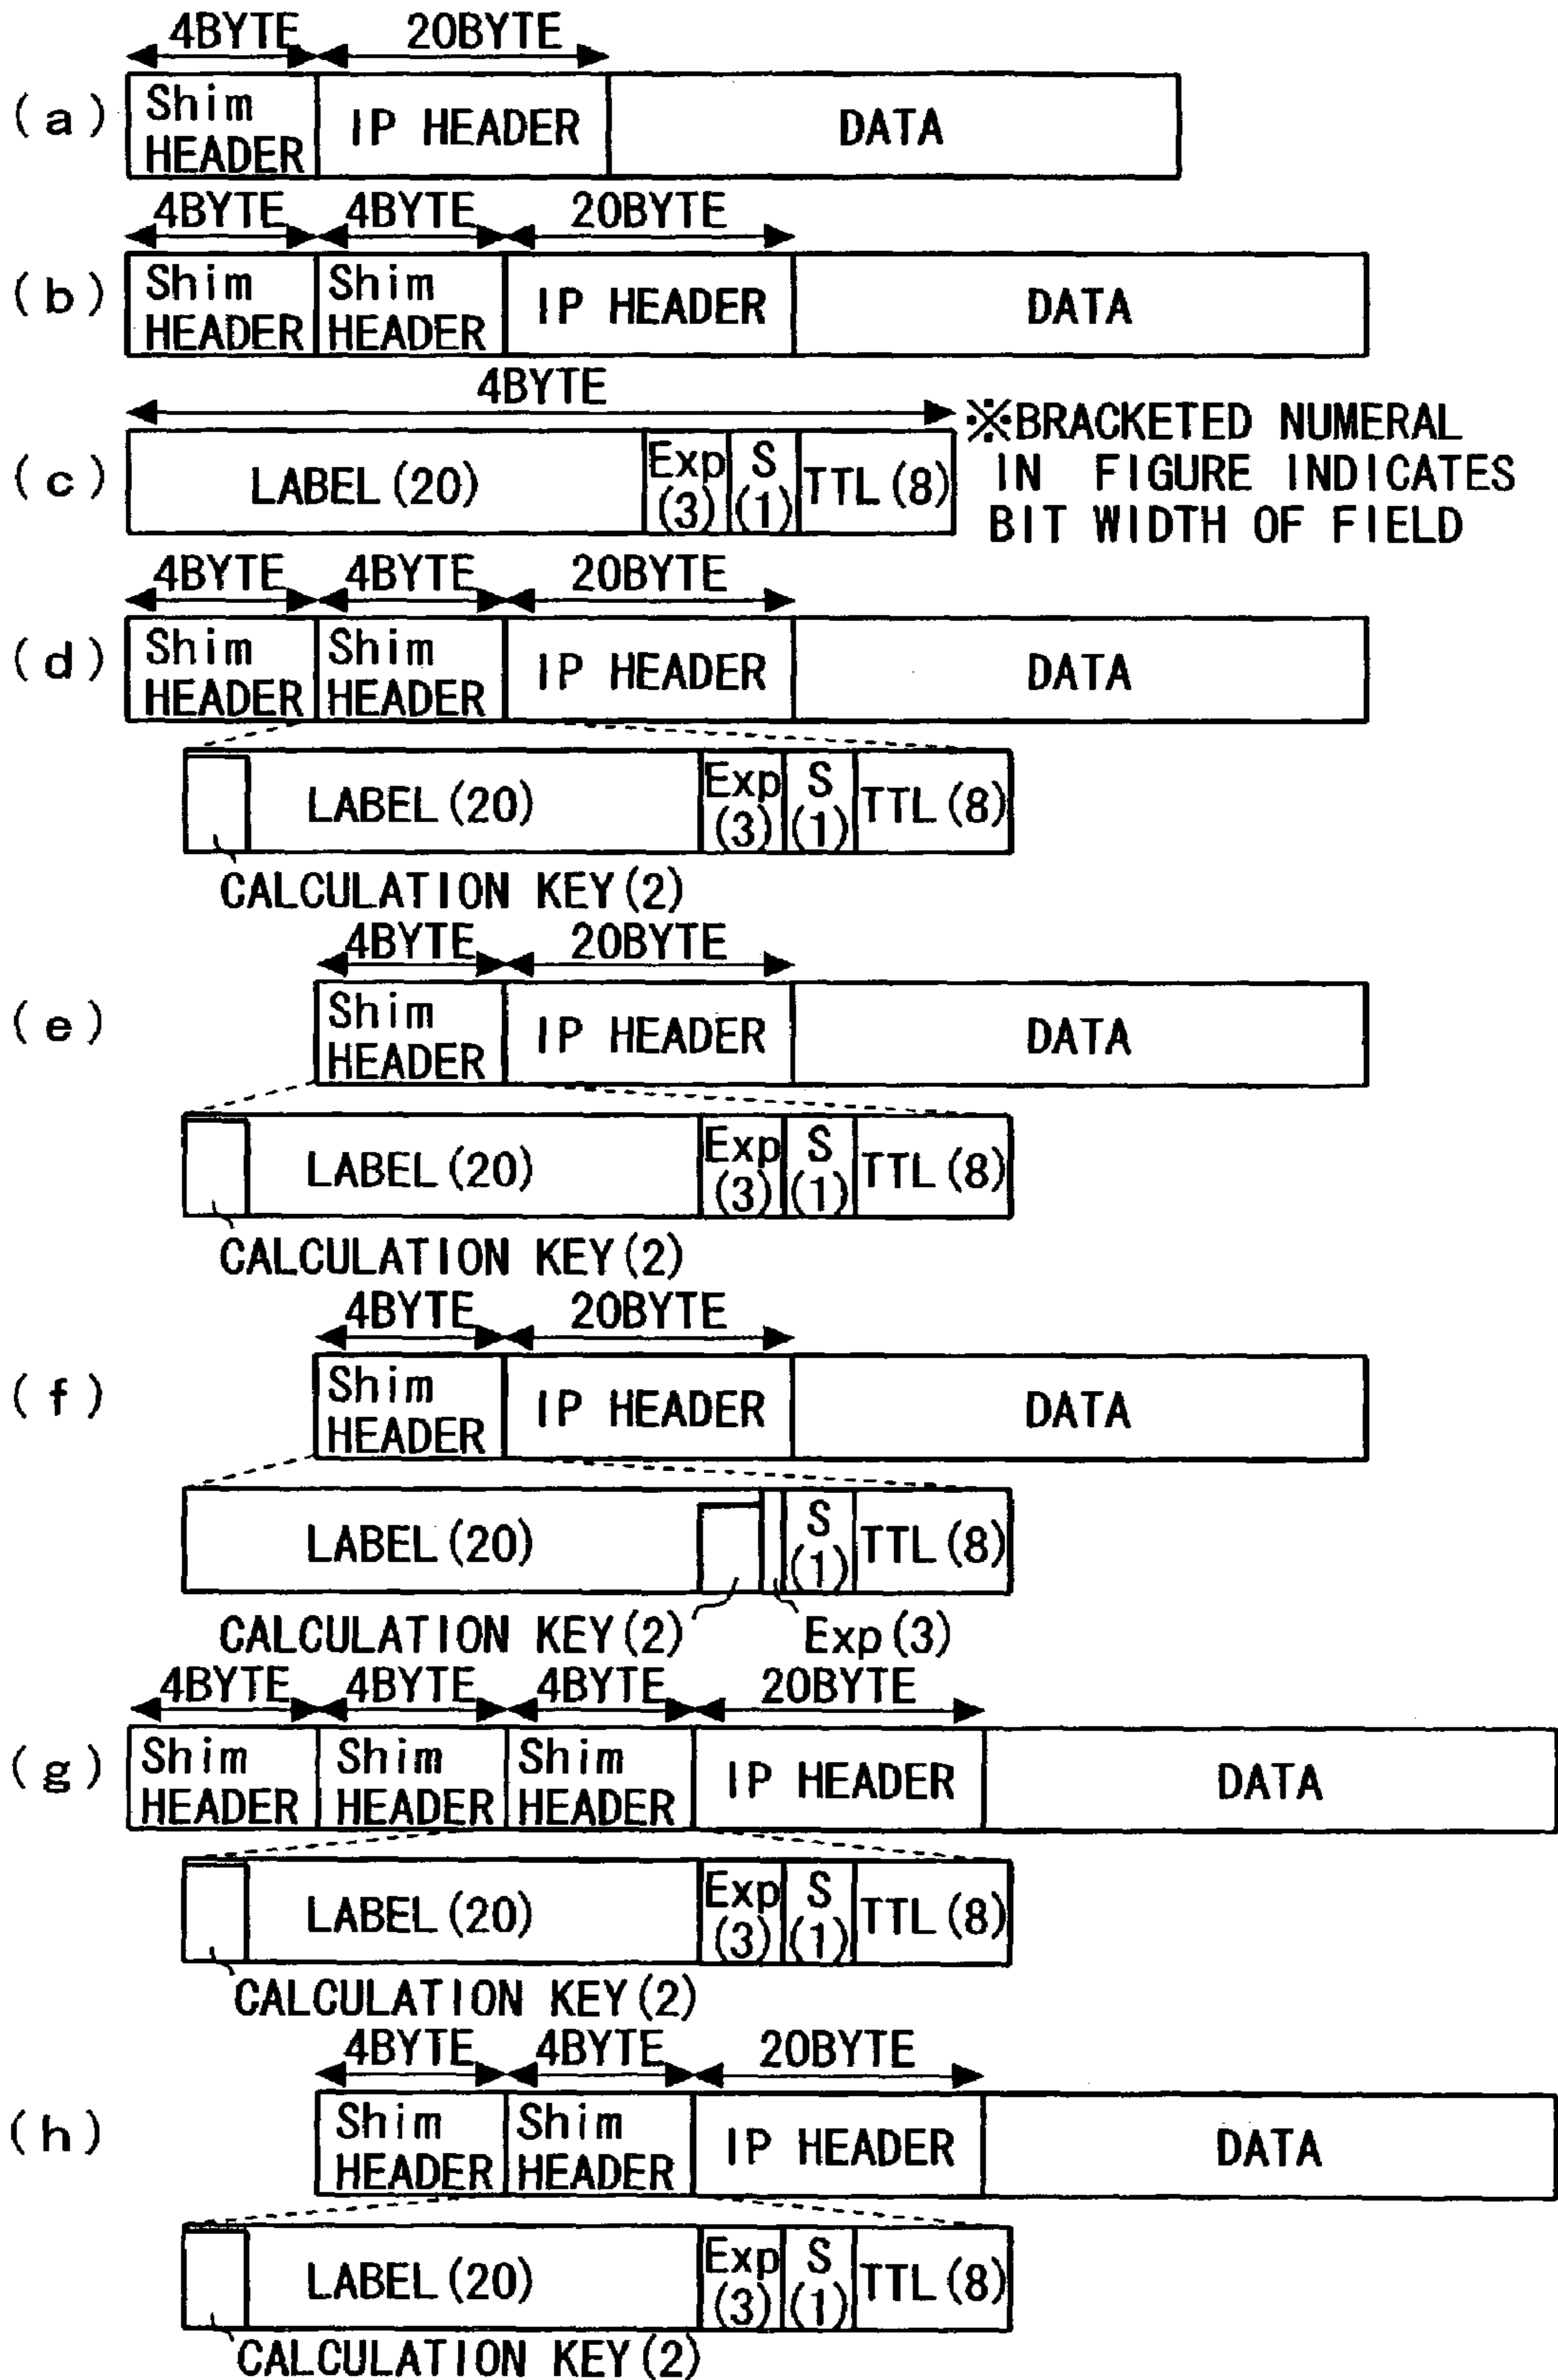 4BYTE 20BYTE
(a) Shim HEADER IP HEADER DATA
4BYTE 4BYTE 20BYTE
(b) Shim HEADER Shim HEADER IP HEADER DATA
4BYTE
(c) LABEL(20) Exp(3) S(1) TTL(8)
※BRACKETED NUMERAL
IN FIGURE INDICATES
BIT WIDTH OF FIELD
4BYTE 4BYTE 20BYTE
(d) Shim HEADER Shim HEADER IP HEADER DATA
LABEL(20) Exp(3) S(1) TTL(8)
CALCULATION KEY(2)
4BYTE 20BYTE
(e) Shim HEADER IP HEADER DATA
LABEL(20) Exp(3) S(1) TTL(8)
CALCULATION KEY(2)
4BYTE 20BYTE
(f) Shim HEADER IP HEADER DATA
LABEL(20) S(1) TTL(8)
CALCULATION KEY(2) Exp(3)
4BYTE 4BYTE 4BYTE 20BYTE
(g) Shim HEADER Shim HEADER Shim HEADER IP HEADER DATA
LABEL(20) Exp(3) S(1) TTL(8)
CALCULATION KEY(2)
4BYTE 4BYTE 20BYTE
(h) Shim HEADER Shim HEADER IP HEADER DATA
LABEL(20) Exp(3) S(1) TTL(8)
CALCULATION KEY(2)